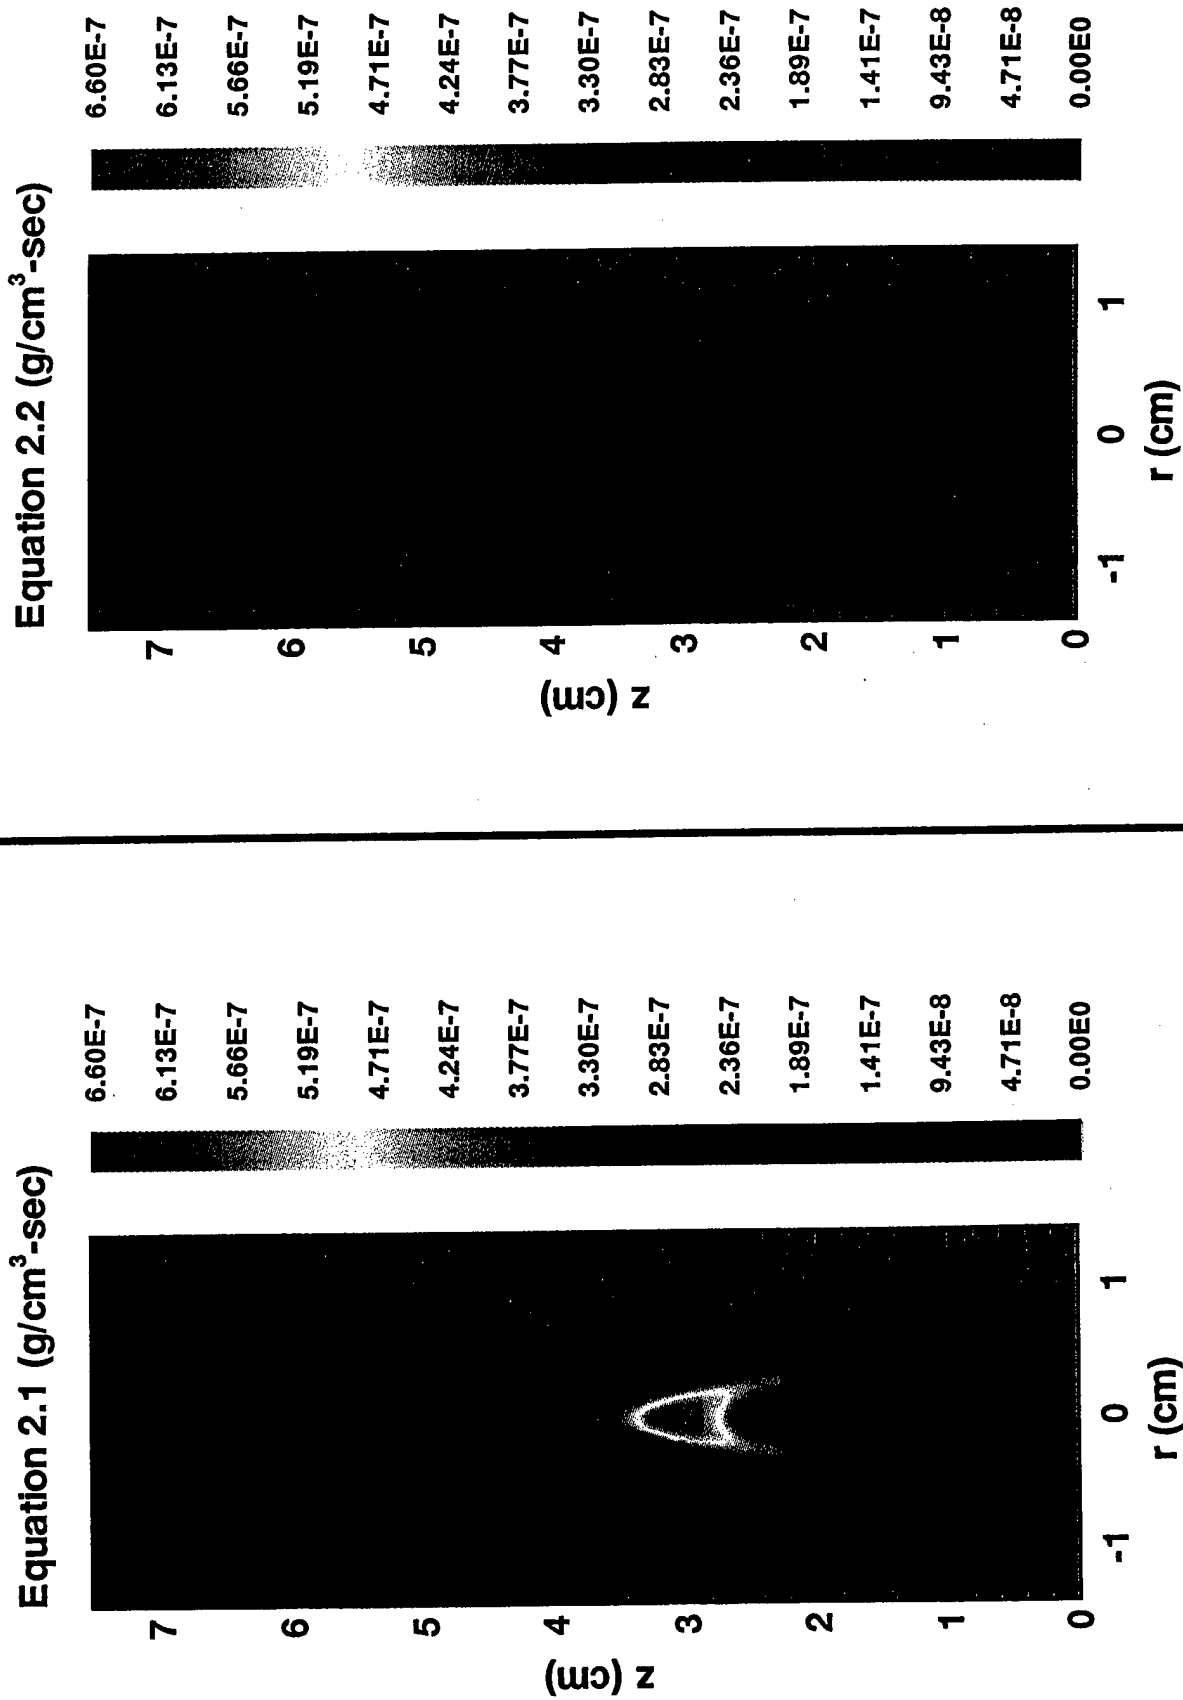 Equation 2.1 (g/cm³-sec)
z (cm)
7
6
5
4
3
2
1
0
-1
0
1
r (cm)
6.60E-7
6.13E-7
5.66E-7
5.19E-7
4.71E-7
4.24E-7
3.77E-7
3.30E-7
2.83E-7
2.36E-7
1.89E-7
1.41E-7
9.43E-8
4.71E-8
0.00E0
Equation 2.2 (g/cm³-sec)
z (cm)
7
6
5
4
3
2
1
0
-1
0
1
r (cm)
6.60E-7
6.13E-7
5.66E-7
5.19E-7
4.71E-7
4.24E-7
3.77E-7
3.30E-7
2.83E-7
2.36E-7
1.89E-7
1.41E-7
9.43E-8
4.71E-8
0.00E0